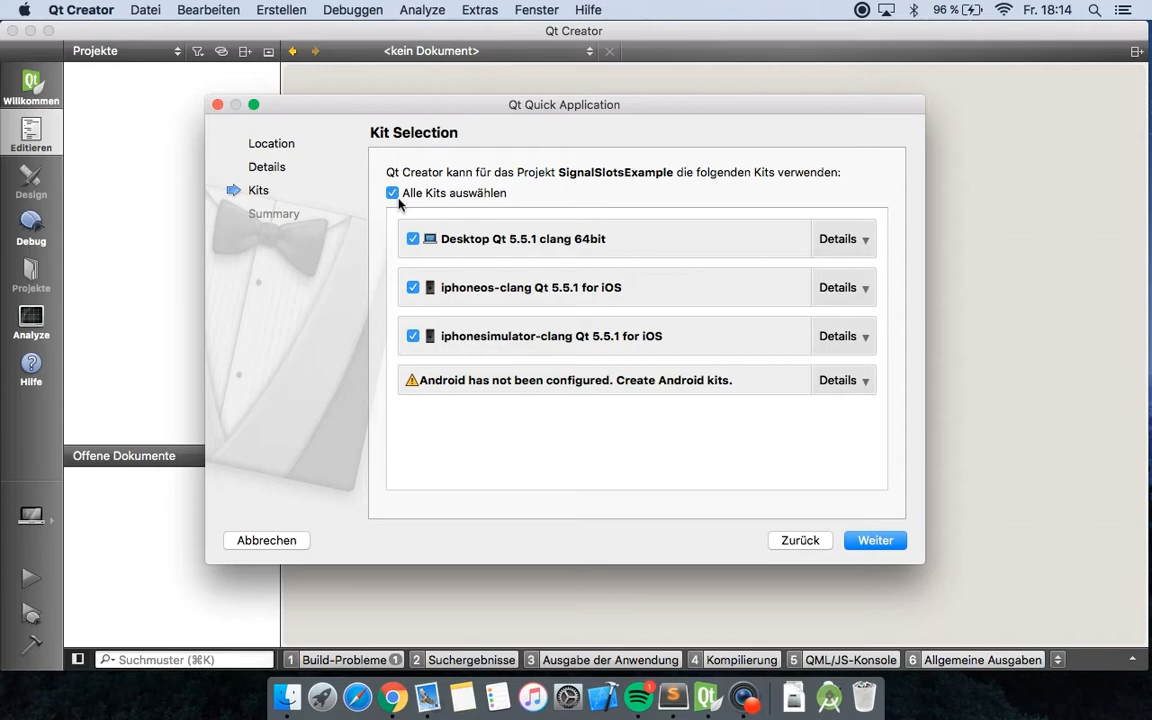 Qt Creator Datei Bearbeiten Erstellen Debuggen Analyze Extras Fenster Hilfe 96 % Fr. 18:14
Qt Creator
Projekte <kein Dokument>
Qt
Willkommen
Editieren
Design
Debug
Projekte
Analyze
Hilfe
Qt Quick Application
Location
Details
Kits
Summary
Kit Selection
Qt Creator kann für das Projekt SignalSlotsExample die folgenden Kits verwenden:
Alle Kits auswählen
Desktop Qt 5.5.1 clang 64bit Details
iphoneos-clang Qt 5.5.1 for iOS Details
iphonesimulator-clang Qt 5.5.1 for iOS Details
Android has not been configured. Create Android kits. Details
Abbrechen Zurück Weiter
Offene Dokumente
Suchmuster (⌘K) 1 Build-Probleme 1 2 Suchergebnisse 3 Ausgabe der Anwendung 4 Kompilierung 5 QML/JS-Konsole 6 Allgemeine Ausgaben